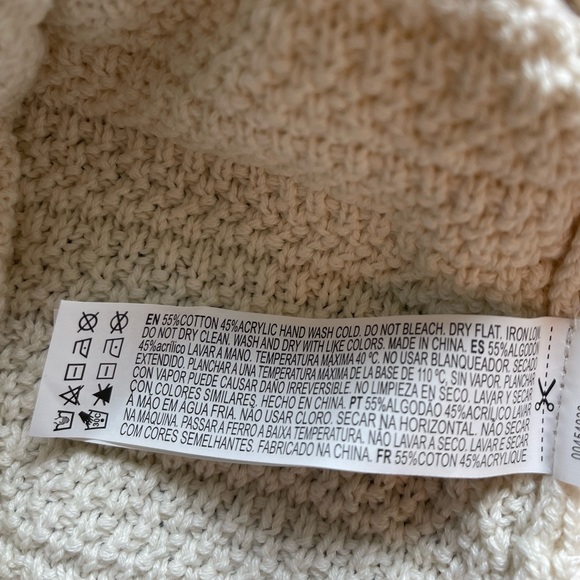 EN 55%COTTON 45%ACRYLIC HAND WASH COLD. DO NOT BLEACH. DRY FLAT. IRON LOW.
DO NOT DRY CLEAN. WASH AND DRY WITH LIKE COLORS. MADE IN CHINA. ES 55%ALGODÓN
45%acrílico LAVAR A MANO. TEMPERATURA MÁXIMA 40 ºC. NO USAR BLANQUEADOR. SECADO
EXTENDIDO. PLANCHAR A UNA TEMPERATURA MÁXIMA DE LA BASE DE 110 ºC, SIN VAPOR. PLANCHAR
CON VAPOR PUEDE CAUSAR DAÑO IRREVERSIBLE. NO LIMPIEZA EN SECO. LAVAR Y SECAR
CON COLORES SIMILARES. HECHO EN CHINA. PT 55%ALGODÃO 45%ACRÍLICO LAVAR
À MÃO EM ÁGUA FRIA. NÃO USAR CLORO. SECAR NA HORIZONTAL. NÃO SECAR
NA MÁQUINA. PASSAR A FERRO A BAIXA TEMPERATURA. NÃO LAVAR A SECO. LAVAR E SECAR
COM CORES SEMELHANTES. FABRICADO NA CHINA. FR 55%COTON 45%ACRYLIQUE